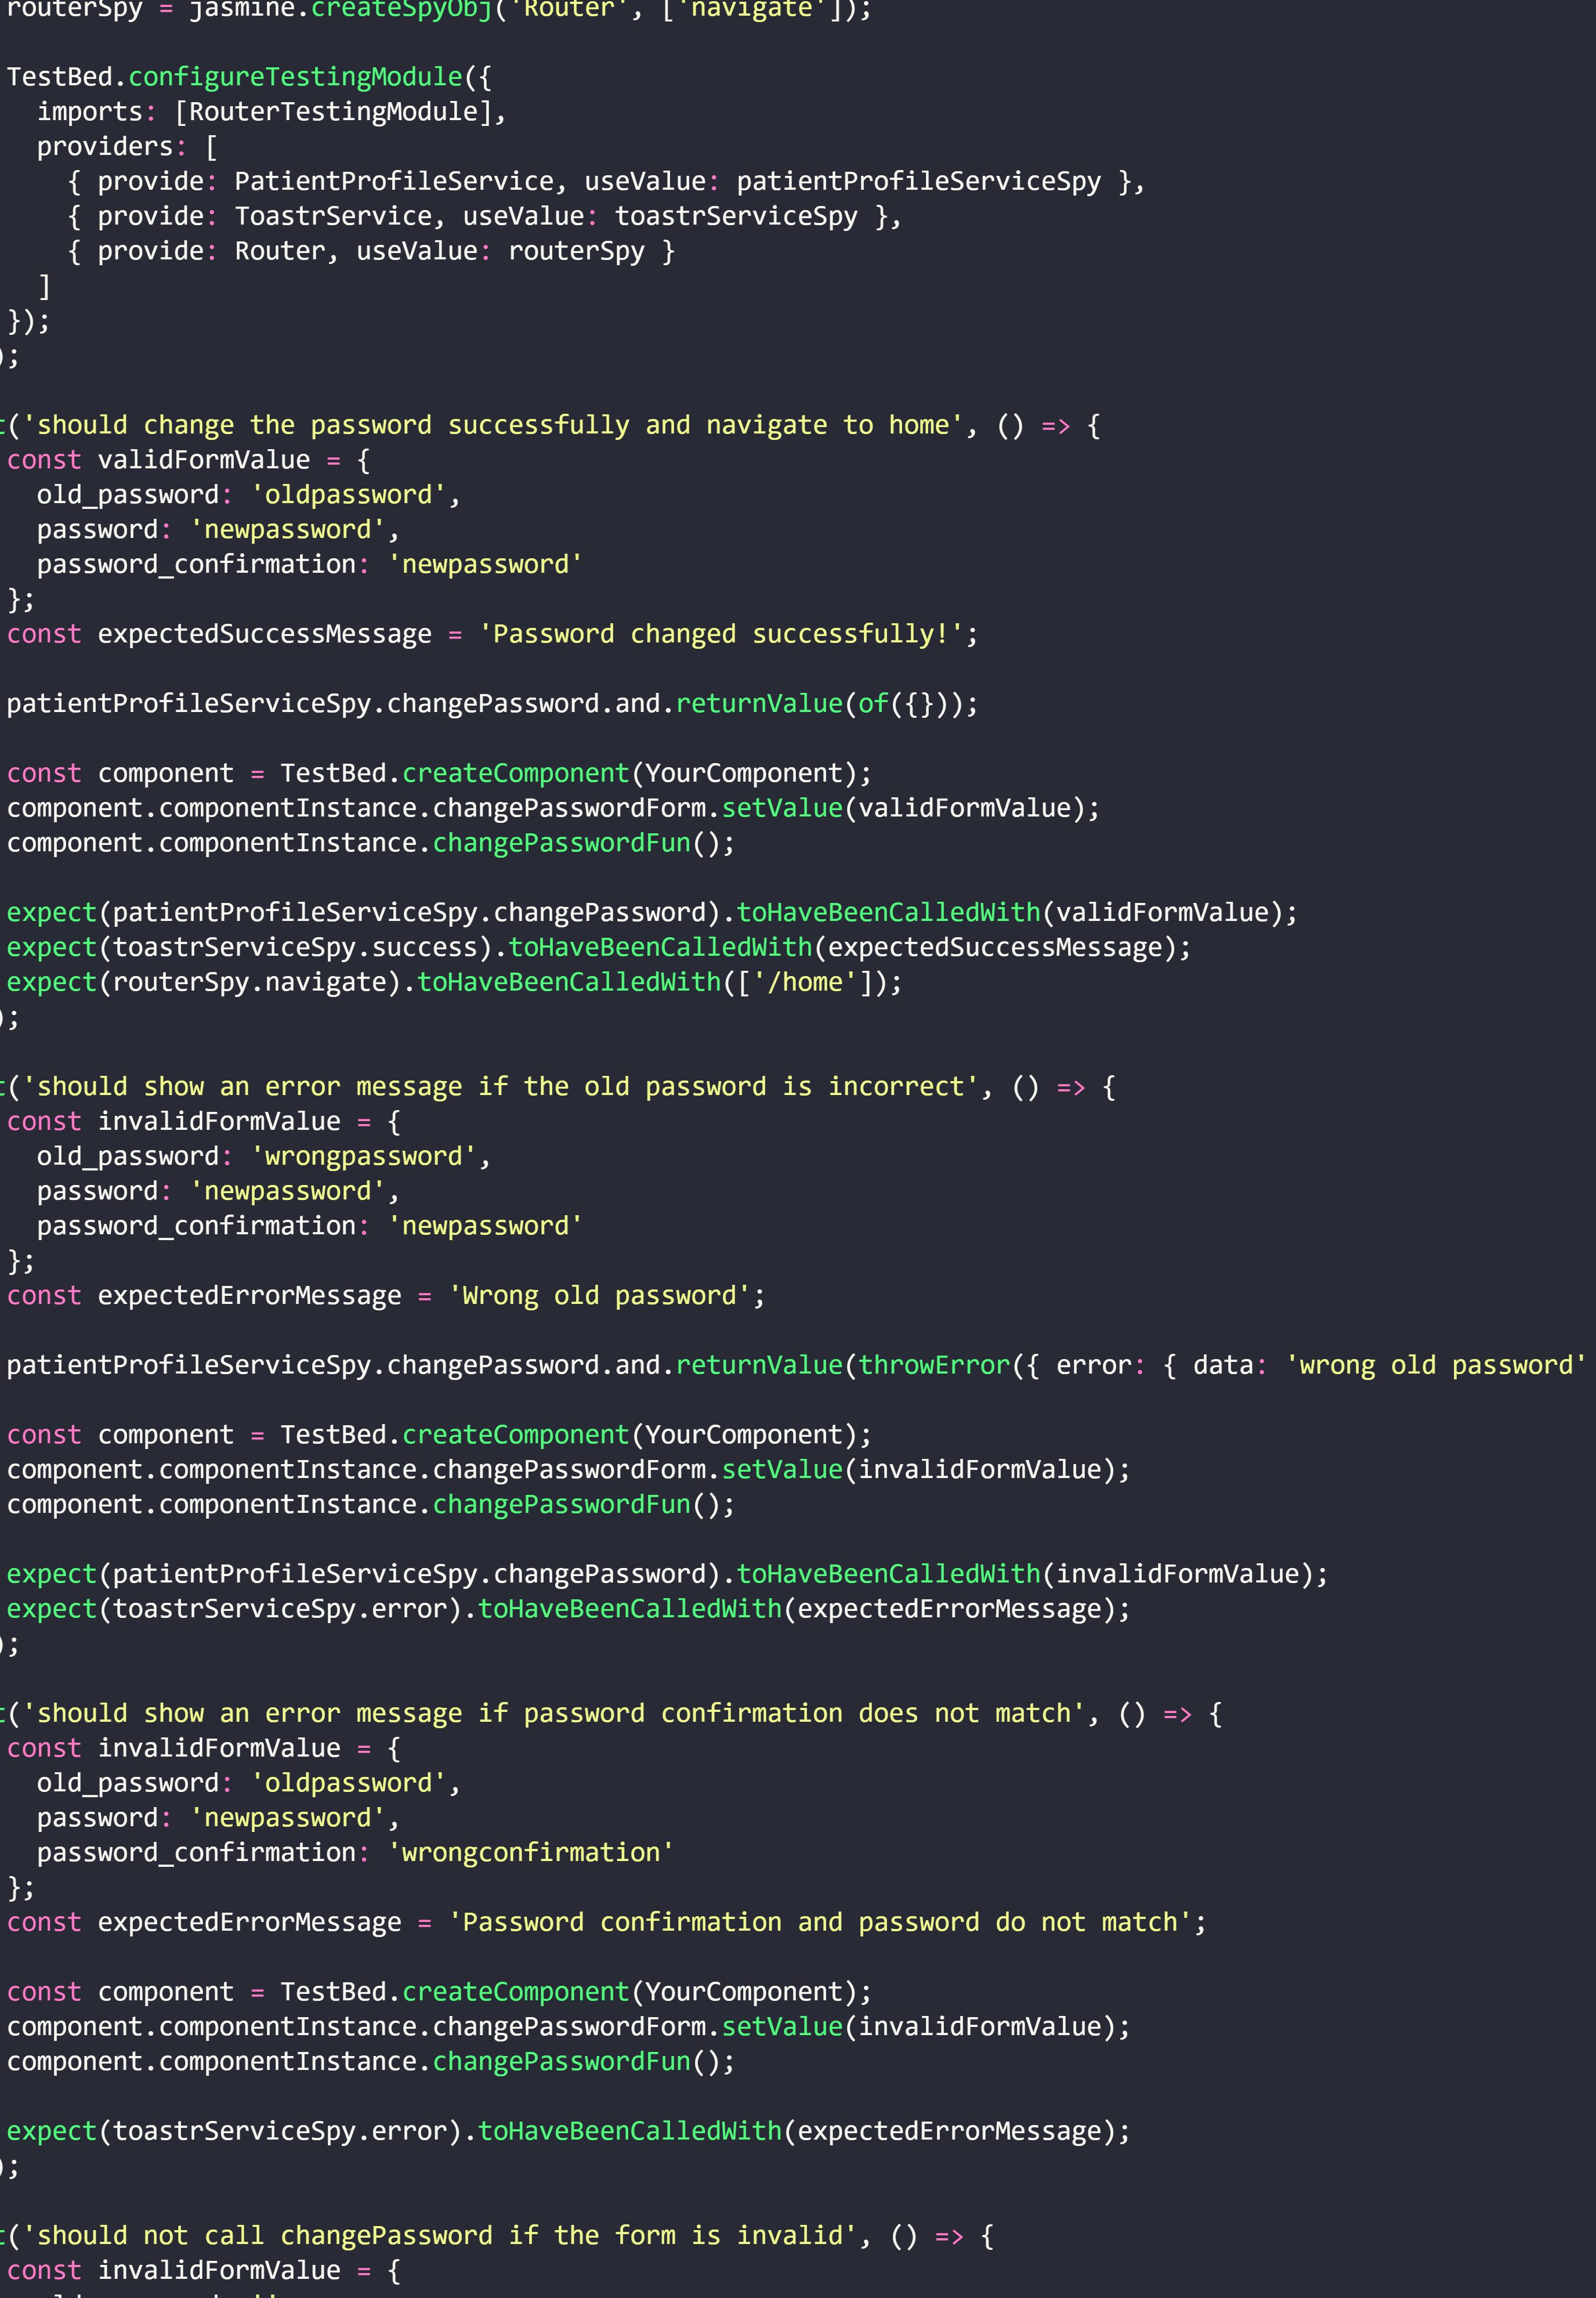 routerSpy = jasmine.createSpyObj('Router', ['navigate']);
TestBed.configureTestingModule({
imports: [RouterTestingModule],
providers: [
{ provide: PatientProfileService, useValue: patientProfileServiceSpy },
{ provide: ToastrService, useValue: toastrServiceSpy },
{ provide: Router, useValue: routerSpy }
]
});
);
t('should change the password successfully and navigate to home', () => {
const validFormValue = {
old_password: 'oldpassword',
password: 'newpassword',
password_confirmation: 'newpassword'
};
const expectedSuccessMessage = 'Password changed successfully!';
patientProfileServiceSpy.changePassword.and.returnValue(of({}));
const component = TestBed.createComponent(YourComponent);
component.componentInstance.changePasswordForm.setValue(validFormValue);
component.componentInstance.changePasswordFun();
expect(patientProfileServiceSpy.changePassword).toHaveBeenCalledWith(validFormValue);
expect(toastrServiceSpy.success).toHaveBeenCalledWith(expectedSuccessMessage);
expect(routerSpy.navigate).toHaveBeenCalledWith(['/home']);
);
t('should show an error message if the old password is incorrect', () => {
const invalidFormValue = {
old_password: 'wrongpassword',
password: 'newpassword',
password_confirmation: 'newpassword'
};
const expectedErrorMessage = 'Wrong old password';
patientProfileServiceSpy.changePassword.and.returnValue(throwError({ error: { data: 'wrong old password'
const component = TestBed.createComponent(YourComponent);
component.componentInstance.changePasswordForm.setValue(invalidFormValue);
component.componentInstance.changePasswordFun();
expect(patientProfileServiceSpy.changePassword).toHaveBeenCalledWith(invalidFormValue);
expect(toastrServiceSpy.error).toHaveBeenCalledWith(expectedErrorMessage);
);
t('should show an error message if password confirmation does not match', () => {
const invalidFormValue = {
old_password: 'oldpassword',
password: 'newpassword',
password_confirmation: 'wrongconfirmation'
};
const expectedErrorMessage = 'Password confirmation and password do not match';
const component = TestBed.createComponent(YourComponent);
component.componentInstance.changePasswordForm.setValue(invalidFormValue);
component.componentInstance.changePasswordFun();
expect(toastrServiceSpy.error).toHaveBeenCalledWith(expectedErrorMessage);
);
t('should not call changePassword if the form is invalid', () => {
const invalidFormValue = {